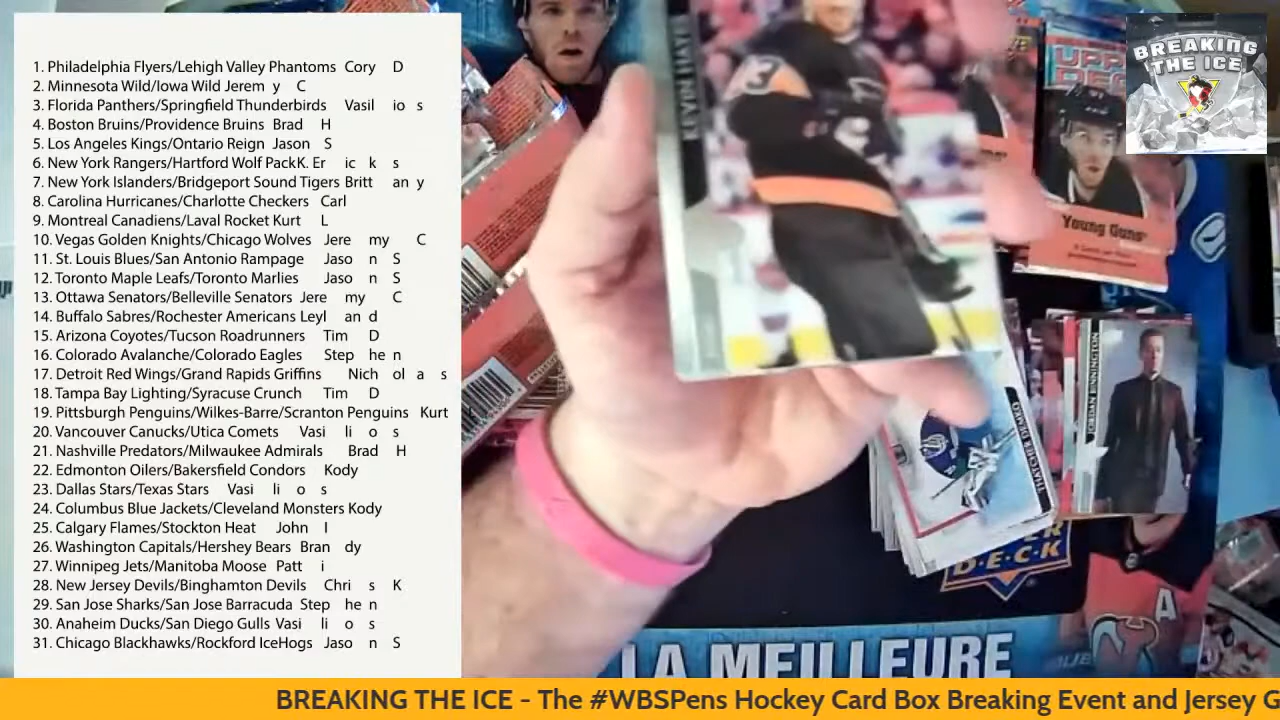 1. Philadelphia Flyers/Lehigh Valley Phantoms Cory D
2. Minnesota Wild/Iowa Wild Jerem y C
3. Florida Panthers/Springfield Thunderbirds Vasil io s
4. Boston Bruins/Providence Bruins Brad H
5. Los Angeles Kings/Ontario Reign Jason S
6. New York Rangers/Hartford Wolf PackK. Er ic k s
7. New York Islanders/Bridgeport Sound Tigers Britt an y
8. Carolina Hurricanes/Charlotte Checkers Carl
9. Montreal Canadiens/Laval Rocket Kurt L
10. Vegas Golden Knights/Chicago Wolves Jere my C
11. St. Louis Blues/San Antonio Rampage Jaso n S
12. Toronto Maple Leafs/Toronto Marlies Jaso n S
13. Ottawa Senators/Belleville Senators Jere my C
14. Buffalo Sabres/Rochester Americans Leyl an d
15. Arizona Coyotes/Tucson Roadrunners Tim D
16. Colorado Avalanche/Colorado Eagles Step he n
17. Detroit Red Wings/Grand Rapids Griffins Nich ol a s
18. Tampa Bay Lighting/Syracuse Crunch Tim D
19. Pittsburgh Penguins/Wilkes-Barre/Scranton Penguins Kurt
20. Vancouver Canucks/Utica Comets Vasi li o s
21. Nashville Predators/Milwaukee Admirals Brad H
22. Edmonton Oilers/Bakersfield Condors Kody
23. Dallas Stars/Texas Stars Vasi li o s
24. Columbus Blue Jackets/Cleveland Monsters Kody
25. Calgary Flames/Stockton Heat John I
26. Washington Capitals/Hershey Bears Bran dy
27. Winnipeg Jets/Manitoba Moose Patt i
28. New Jersey Devils/Binghamton Devils Chri s K
29. San Jose Sharks/San Jose Barracuda Step he n
30. Anaheim Ducks/San Diego Gulls Vasi li o s
31. Chicago Blackhawks/Rockford IceHogs Jaso n S
BREAKING
THE ICE
KEVIN HAYES
UPPER
DECK
Young Guns
JORDAN BINNINGTON
THATCHER DEMKO
DECK
A
LA MEILLEURE
BREAKING THE ICE - The #WBSPens Hockey Card Box Breaking Event and Jersey G